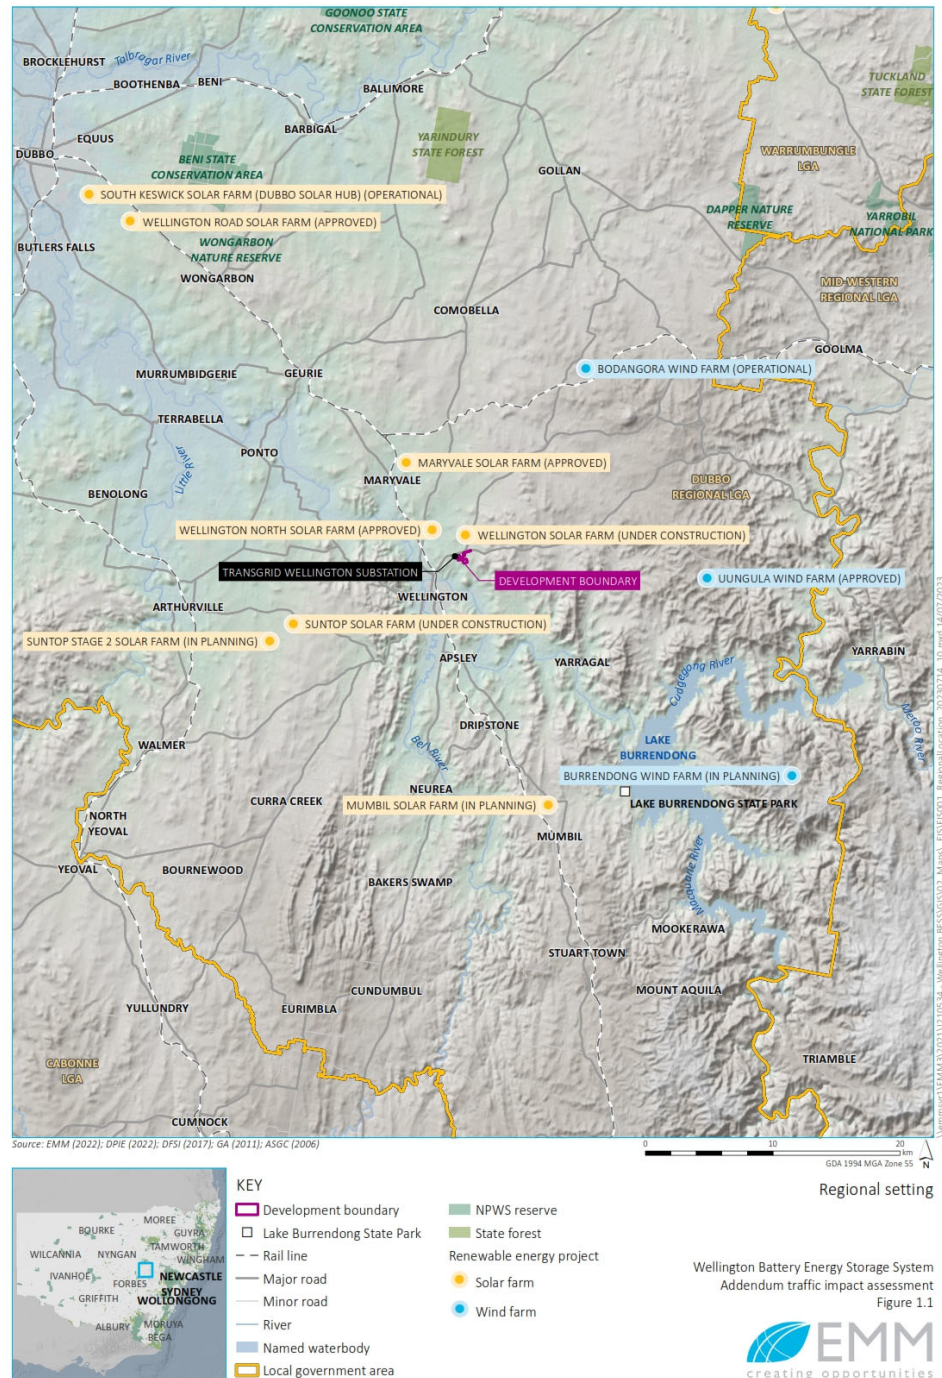 GOONOO STATE
CONSERVATION AREA
BROCKLEHURST
Talbragar River
TUCKLAND
STATE FOREST
BOOTHENBA
BENI
BALLIMORE
BARBIGAL
EQUUS
YARINDURY
STATE FOREST
WARRUMBUNGLE
LGA
DUBBO
BENI STATE
CONSERVATION AREA
GOLLAN
SOUTH KESWICK SOLAR FARM (DUBBO SOLAR HUB) (OPERATIONAL)
WELLINGTON ROAD SOLAR FARM (APPROVED)
DAPPER NATURE
RESERVE
YARROBIL
NATIONAL PARK
BUTLERS FALLS
WONGARBON
NATURE RESERVE
WONGARBON
MID-WESTERN
REGIONAL LGA
COMOBELLA
GOOLMA
BODANGORA WIND FARM (OPERATIONAL)
MURRUMBIDGERIE
GEURIE
TERRABELLA
Little River
PONTO
MARYVALE SOLAR FARM (APPROVED)
MARYVALE
BENOLONG
DUBBO
REGIONAL LGA
WELLINGTON NORTH SOLAR FARM (APPROVED)
WELLINGTON SOLAR FARM (UNDER CONSTRUCTION)
TRANSGRID WELLINGTON SUBSTATION
DEVELOPMENT BOUNDARY
UUNGULA WIND FARM (APPROVED)
WELLINGTON
ARTHURVILLE
SUNTOP SOLAR FARM (UNDER CONSTRUCTION)
SUNTOP STAGE 2 SOLAR FARM (IN PLANNING)
APSLEY
YARRAGAL
YARRABIN
Cudgegong River
Meroo River
DRIPSTONE
WALMER
Bell River
LAKE
BURRENDONG
BURRENDONG WIND FARM (IN PLANNING)
NEUREA
CURRA CREEK
MUMBIL SOLAR FARM (IN PLANNING)
LAKE BURRENDONG STATE PARK
NORTH
YEOVAL
MUMBIL
YEOVAL
BOURNEWOOD
BAKERS SWAMP
Macquarie River
MOOKERAWA
STUART TOWN
CUNDUMBUL
MOUNT AQUILA
YULLUNDRY
EURIMBLA
CABONNE
LGA
TRIAMBLE
CUMNOCK
Source: EMM (2022); DPIE (2022); DFSI (2017); GA (2011); ASGC (2006)
0 10 20
km
GDA 1994 MGA Zone 55
N
KEY
Development boundary
Lake Burrendong State Park
Rail line
Major road
Minor road
River
Named waterbody
Local government area
NPWS reserve
State forest
Renewable energy project
Solar farm
Wind farm
BOURKE
MOREE
GUYRA
TAMWORTH
WILCANNIA
NYNGAN
WINGHAM
IVANHOE
FORBES
NEWCASTLE
SYDNEY
GRIFFITH
WOLLONGONG
ALBURY
MORUYA
BEGA
Regional setting
Wellington Battery Energy Storage System
Addendum traffic impact assessment
Figure 1.1
EMM
creating opportunities